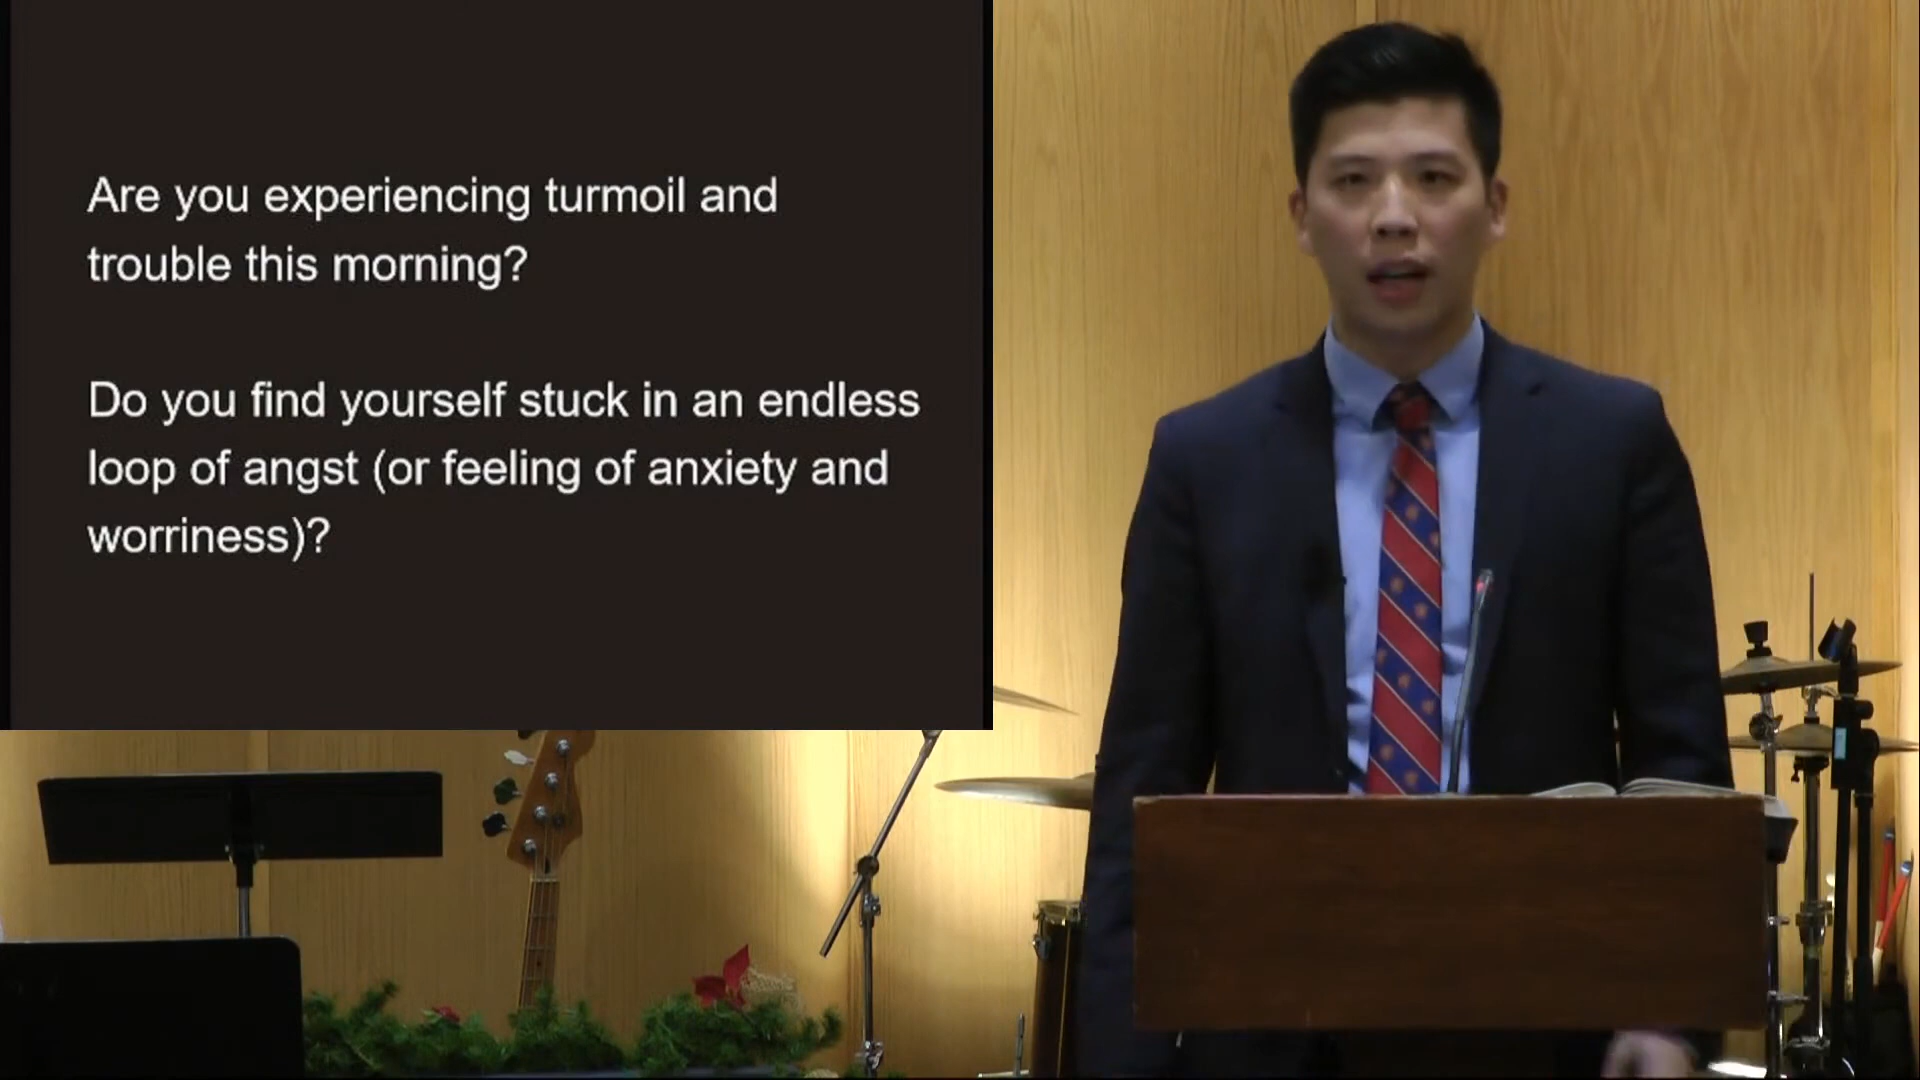 Are you experiencing turmoil and
trouble this morning?
Do you find yourself stuck in an endless
loop of angst (or feeling of anxiety and
worriness)?